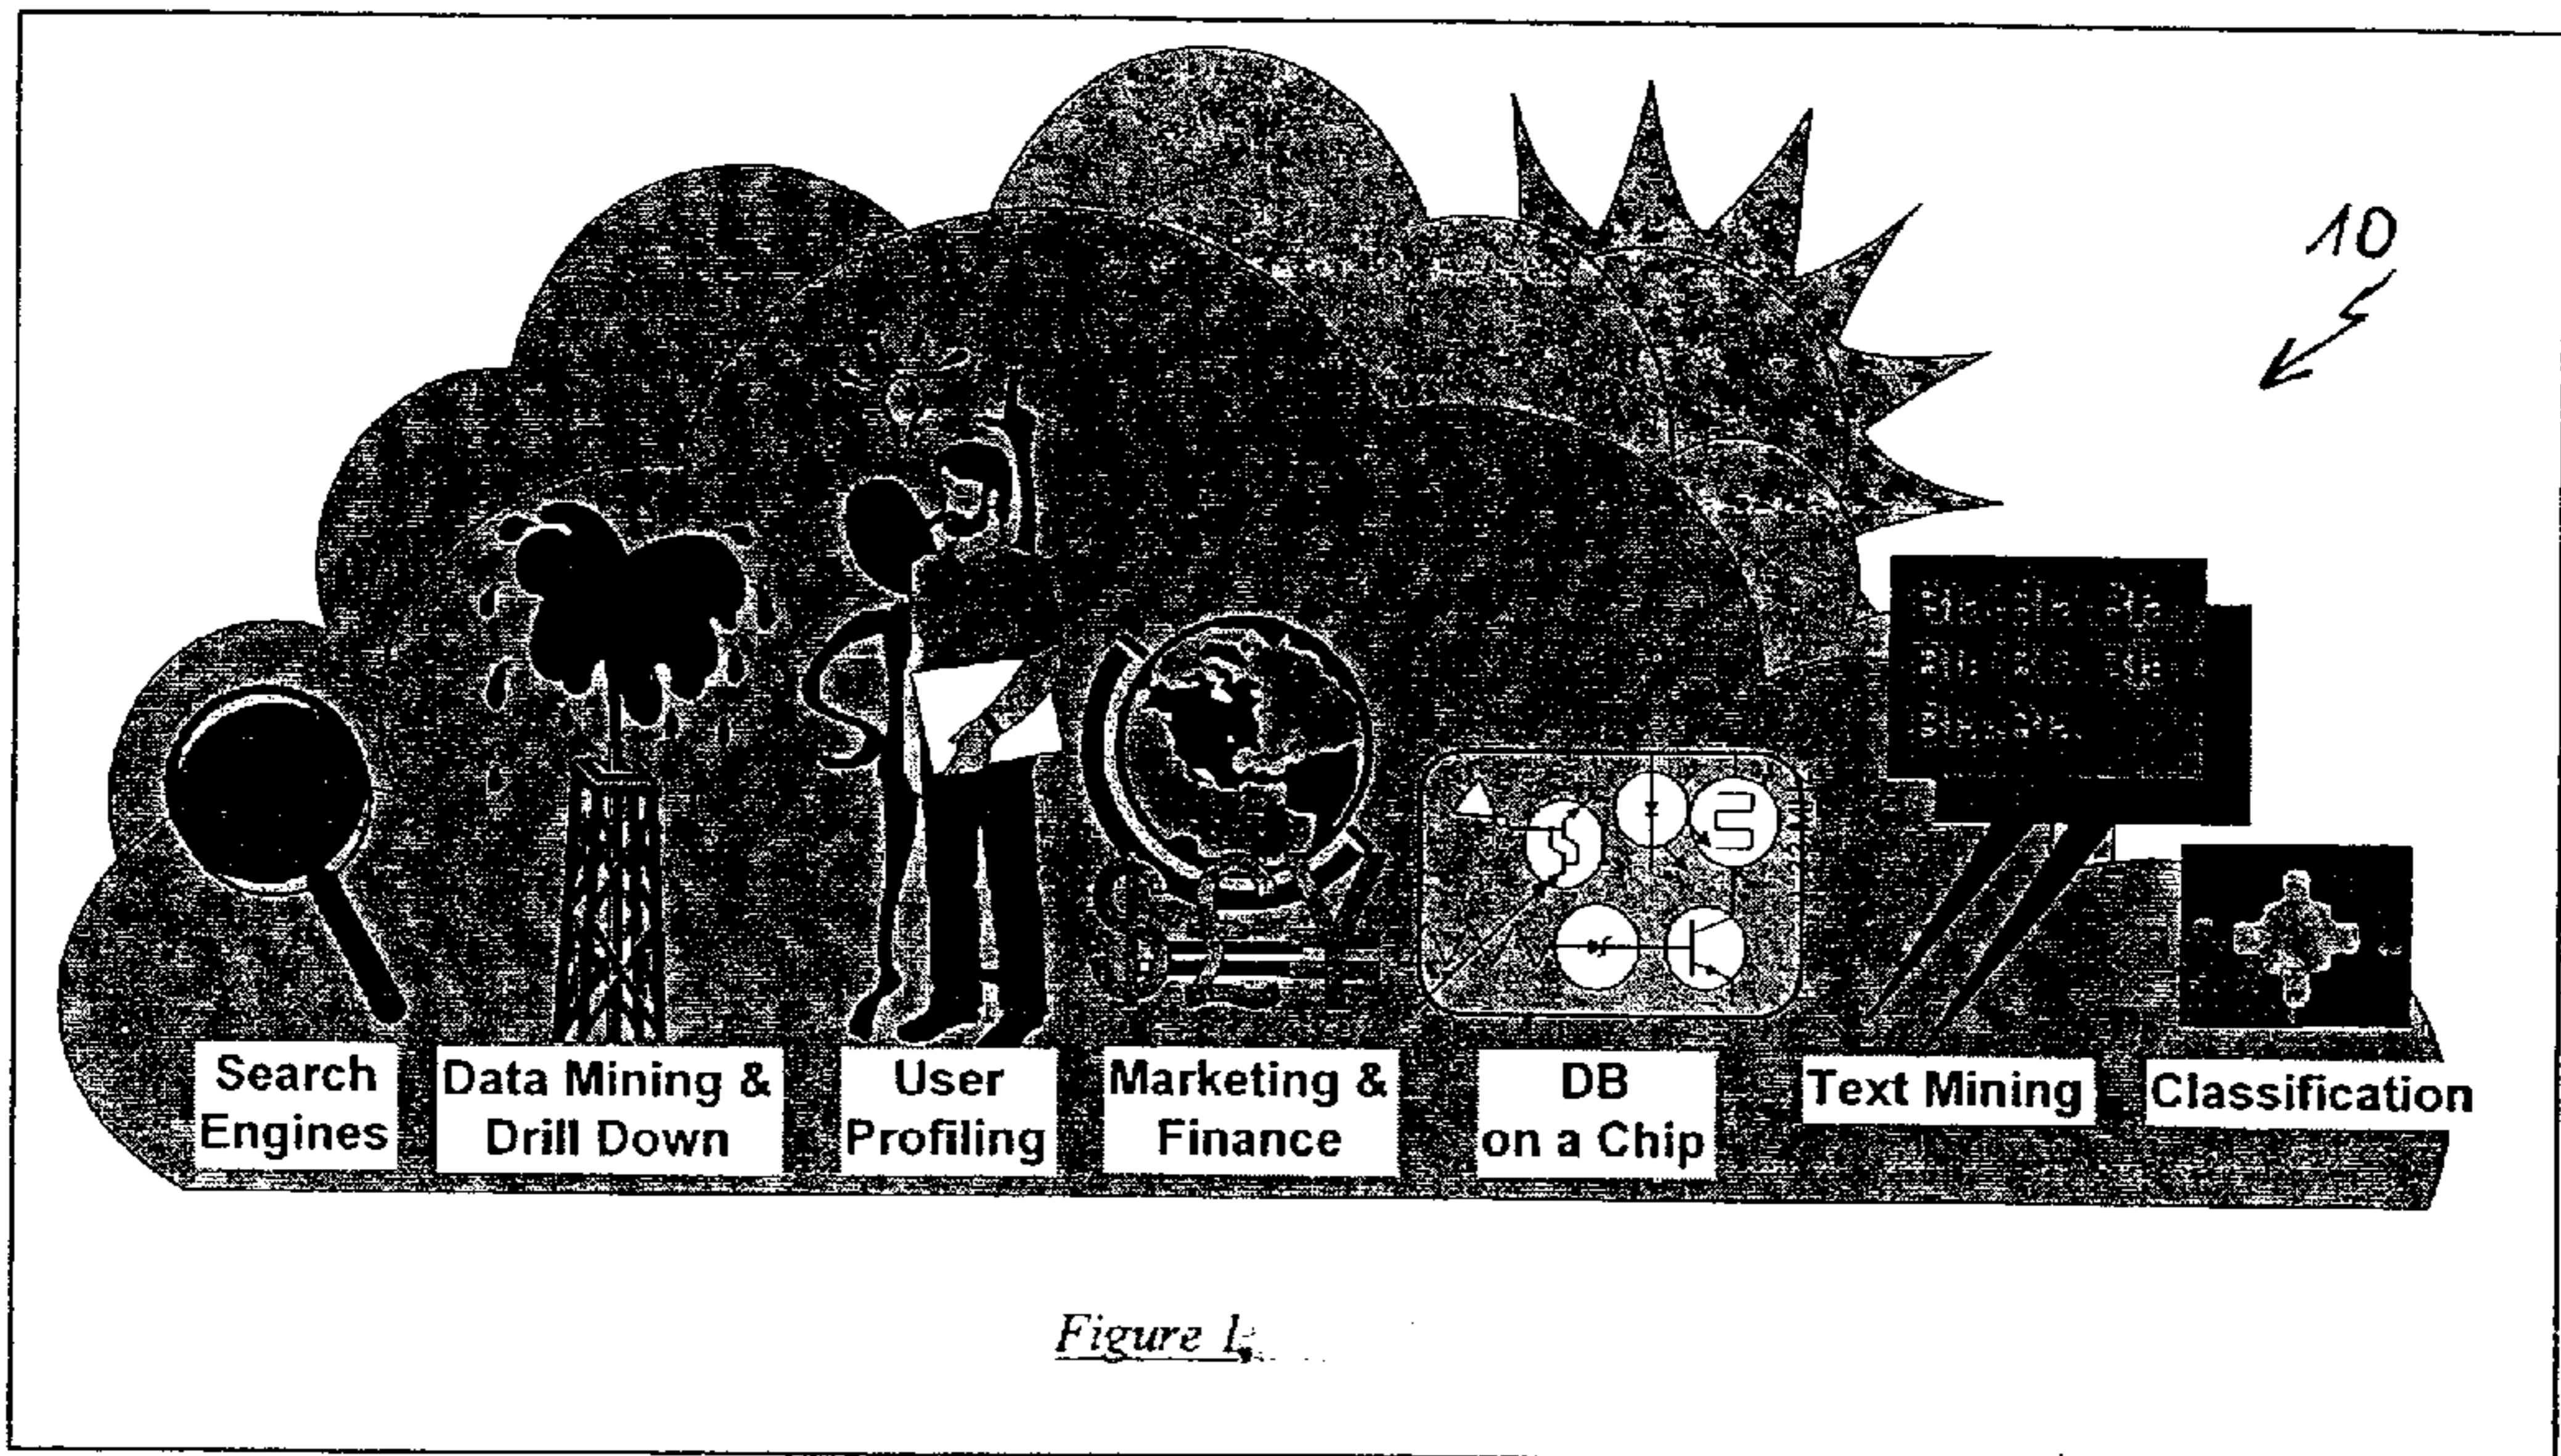 10
Search
Engines
Data Mining &
Drill Down
User
Profiling
Marketing &
Finance
DB
on a Chip
Text Mining
Classification
Figure 1